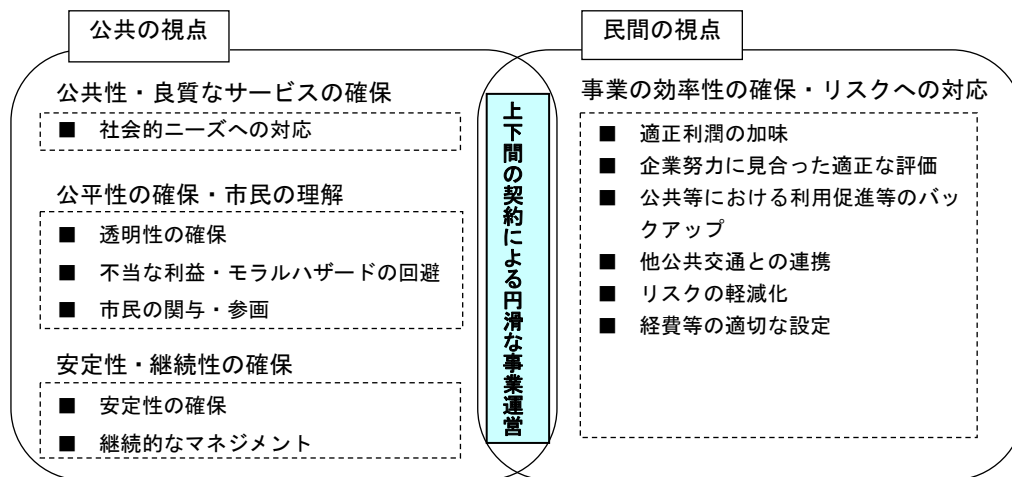 公共の視点
公共性・良質なサービスの確保
■ 社会的ニーズへの対応
公平性の確保・市民の理解
■ 透明性の確保
■ 不当な利益・モラルハザードの回避
■ 市民の関与・参画
安定性・継続性の確保
■ 安定性の確保
■ 継続的なマネジメント
上下間の契約による円滑な事業運営
民間の視点
事業の効率性の確保・リスクへの対応
■ 適正利潤の加味
■ 企業努力に見合った適正な評価
■ 公共等における利用促進等のバッ
クアップ
■ 他公共交通との連携
■ リスクの軽減化
■ 経費等の適切な設定